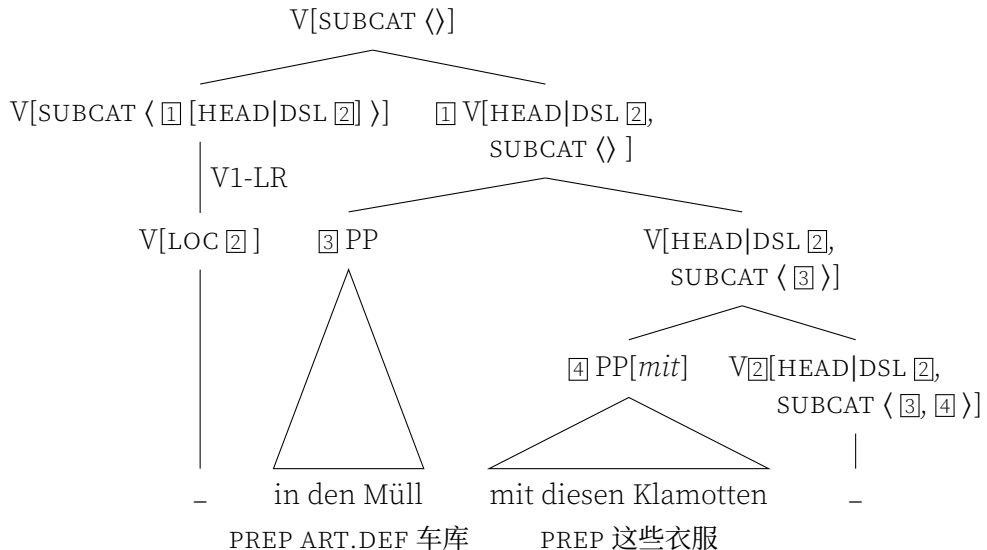 V[SUBCAT ⟨⟩]
V[SUBCAT ⟨ 1 [HEAD|DSL 2] ⟩] 1 V[HEAD|DSL 2,
SUBCAT ⟨⟩ ]
V1-LR
V[LOC 2 ] 3 PP V[HEAD|DSL 2,
SUBCAT ⟨ 3 ⟩]
4 PP[mit] V2[HEAD|DSL 2,
SUBCAT ⟨ 3, 4 ⟩]
_ in den Müll mit diesen Klamotten _
PREP ART.DEF 车库 PREP 这些衣服